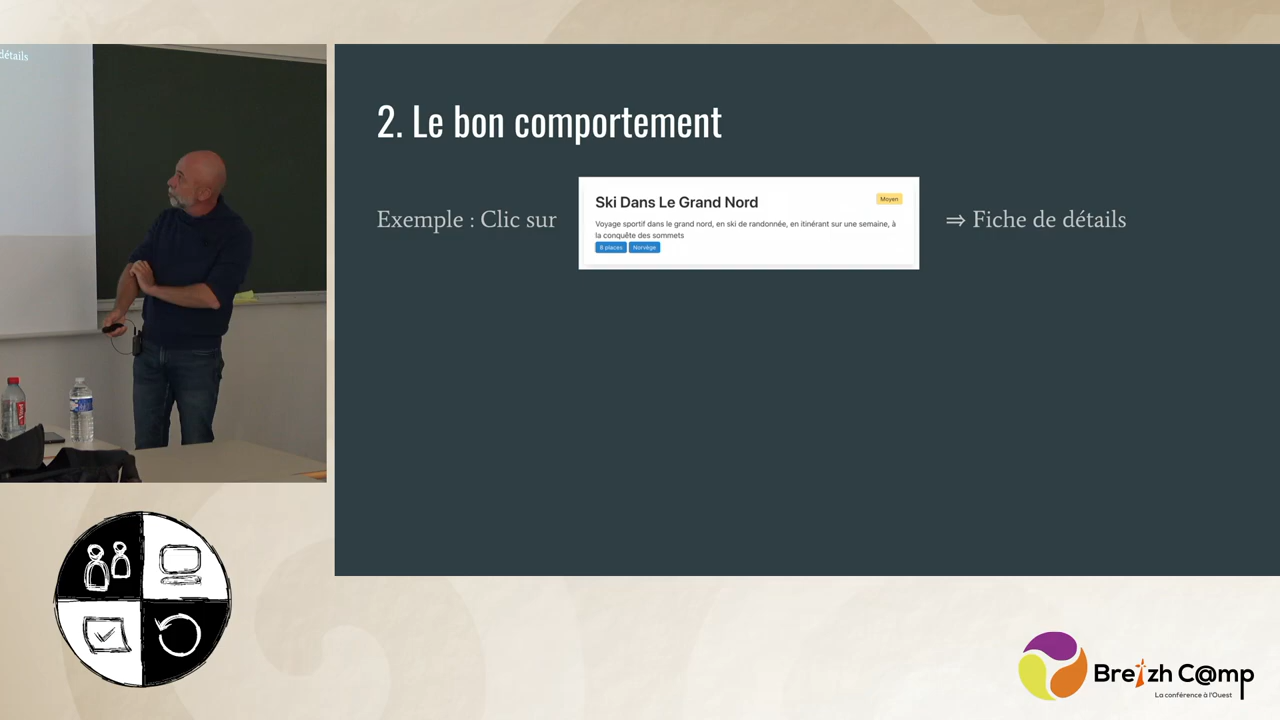 détails
2. Le bon comportement
Exemple : Clic sur
Ski Dans Le Grand Nord
Moyen
Voyage sportif dans le grand nord, en ski de randonnée, en itinérant sur une semaine, à
la conquête des sommets
8 places
Norvège
⇒ Fiche de détails
Breizh C@mp
La conférence à l'Ouest